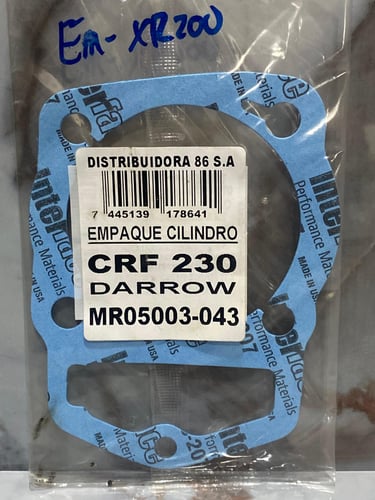 Em- XR200
DISTRIBUIDORA 86 S.A
7 445139 178641
EMPAQUE CILINDRO
CRF 230
DARROW
MR05003-043
Interface
Performance Materials
MADE IN USA